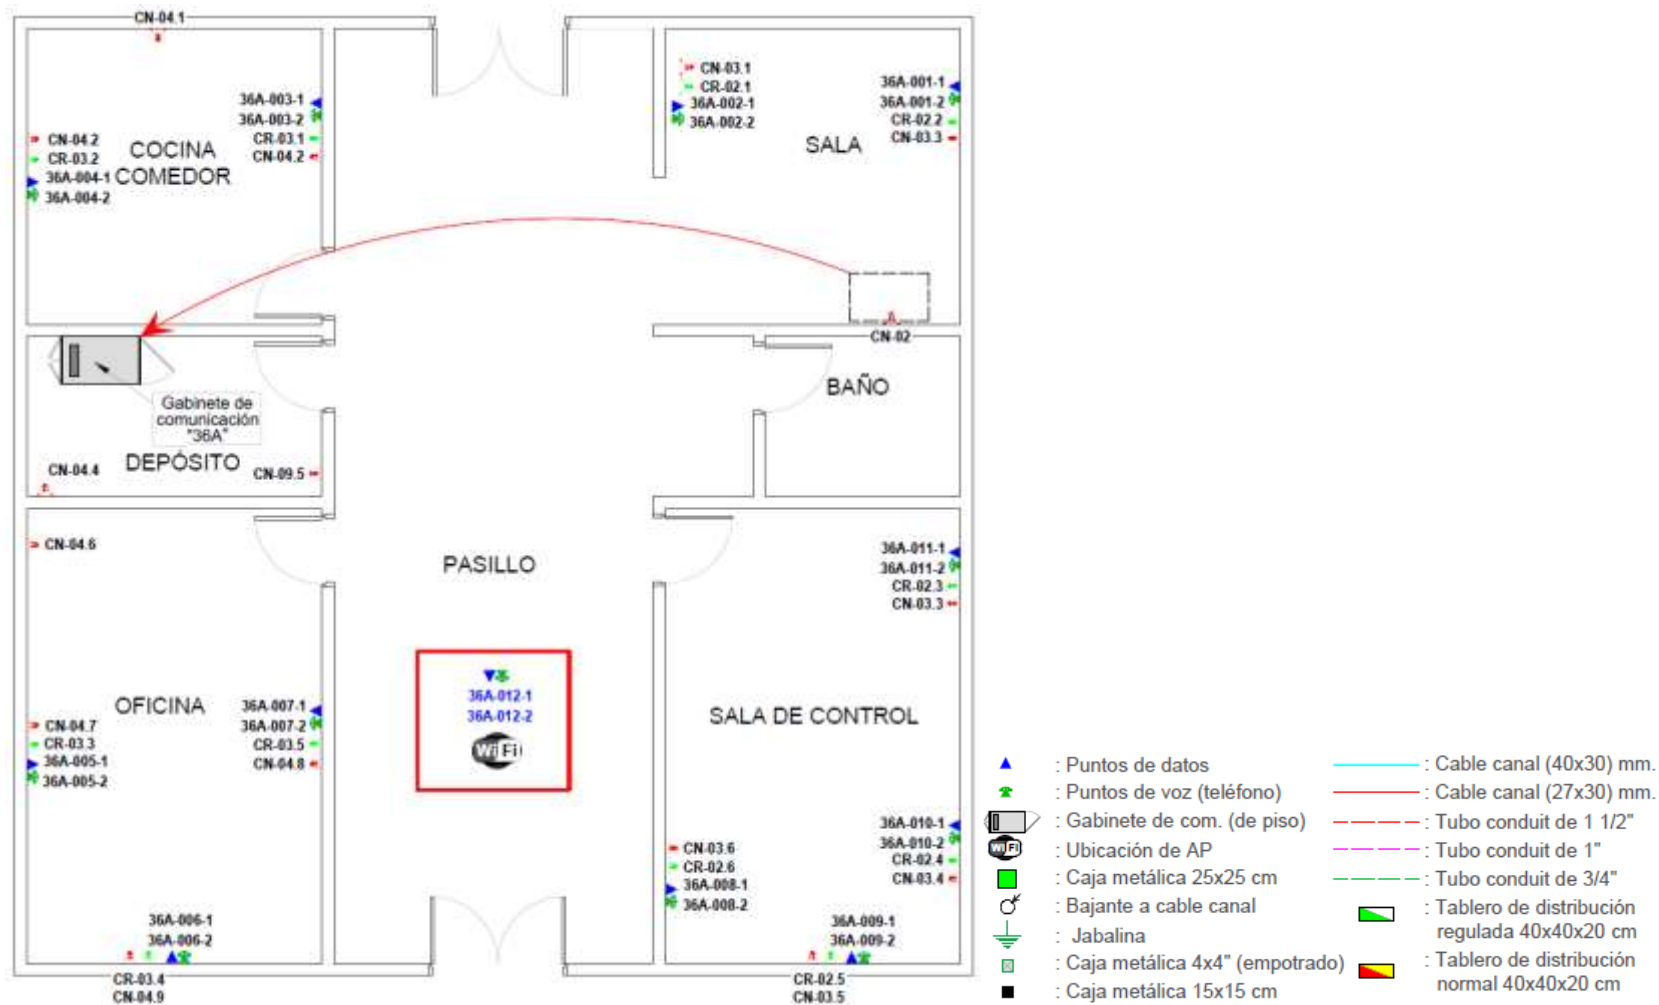 CN-04.1
36A-003-1
36A-003-2
CR-03.1
CN-04.2
CN-04.2
CR-03.2
36A-004-1
36A-004-2
COCINA
COMEDOR
CN-03.1
CR-02.1
36A-002-1
36A-002-2
36A-001-1
36A-001-2
CR-02.2
CN-03.3
SALA
CN-02
BAÑO
Gabinete de
comunicación
"36A"
DEPÓSITO
CN-04.4
CN-09.5
CN-04.6
PASILLO
36A-011-1
36A-011-2
CR-02.3
CN-03.3
OFICINA
36A-007-1
36A-007-2
CR-03.5
CN-04.8
CN-04.7
CR-03.3
36A-005-1
36A-005-2
36A-012-1
36A-012-2
WiFi
SALA DE CONTROL
36A-010-1
36A-010-2
CR-02.4
CN-03.4
CN-03.6
CR-02.6
36A-008-1
36A-008-2
36A-006-1
36A-006-2
CR-03.4
CN-04.9
36A-009-1
36A-009-2
CR-02.5
CN-03.5
: Puntos de datos
: Puntos de voz (teléfono)
: Gabinete de com. (de piso)
WiFi : Ubicación de AP
: Caja metálica 25x25 cm
: Bajante a cable canal
: Jabalina
: Caja metálica 4x4" (empotrado)
: Caja metálica 15x15 cm
: Cable canal (40x30) mm.
: Cable canal (27x30) mm.
: Tubo conduit de 1 1/2"
: Tubo conduit de 1"
: Tubo conduit de 3/4"
: Tablero de distribución
regulada 40x40x20 cm
: Tablero de distribución
normal 40x40x20 cm